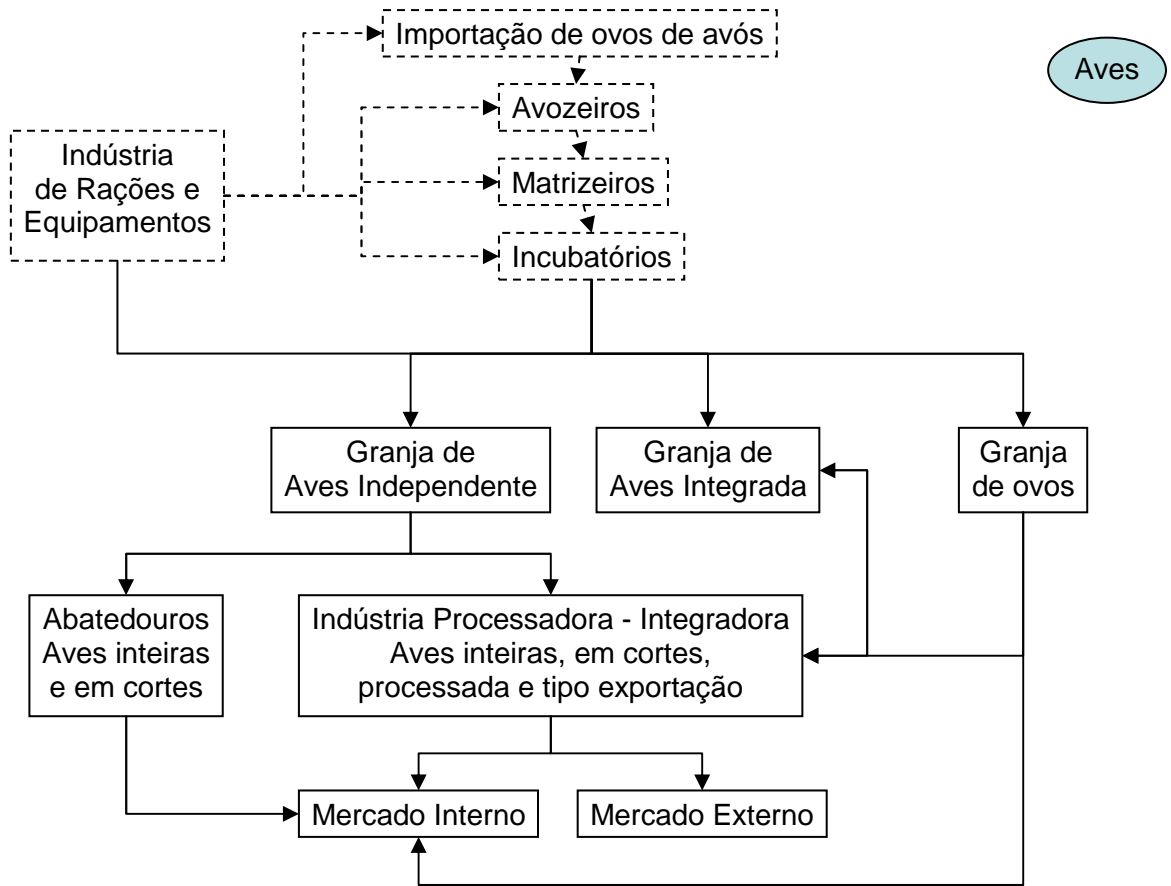 Importação de ovos de avós
Aves
Avozeiros
Indústria
de Rações e
Equipamentos
Matrizeiros
Incubatórios
Granja de
Aves Independente
Granja de
Aves Integrada
Granja
de ovos
Abatedouros
Aves inteiras
e em cortes
Indústria Processadora - Integradora
Aves inteiras, em cortes,
processada e tipo exportação
Mercado Interno
Mercado Externo